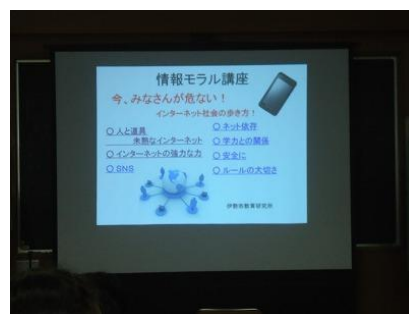 情報モラル講座
今、みなさんが危ない！
インターネット社会の歩き方！
○ 人と道具
未熟なインターネット
○ インターネットの強力な力
○ SNS
○ ネット依存
○ 学力との関係
○ 安全に
○ ルールの大切さ
伊勢市教育研究所